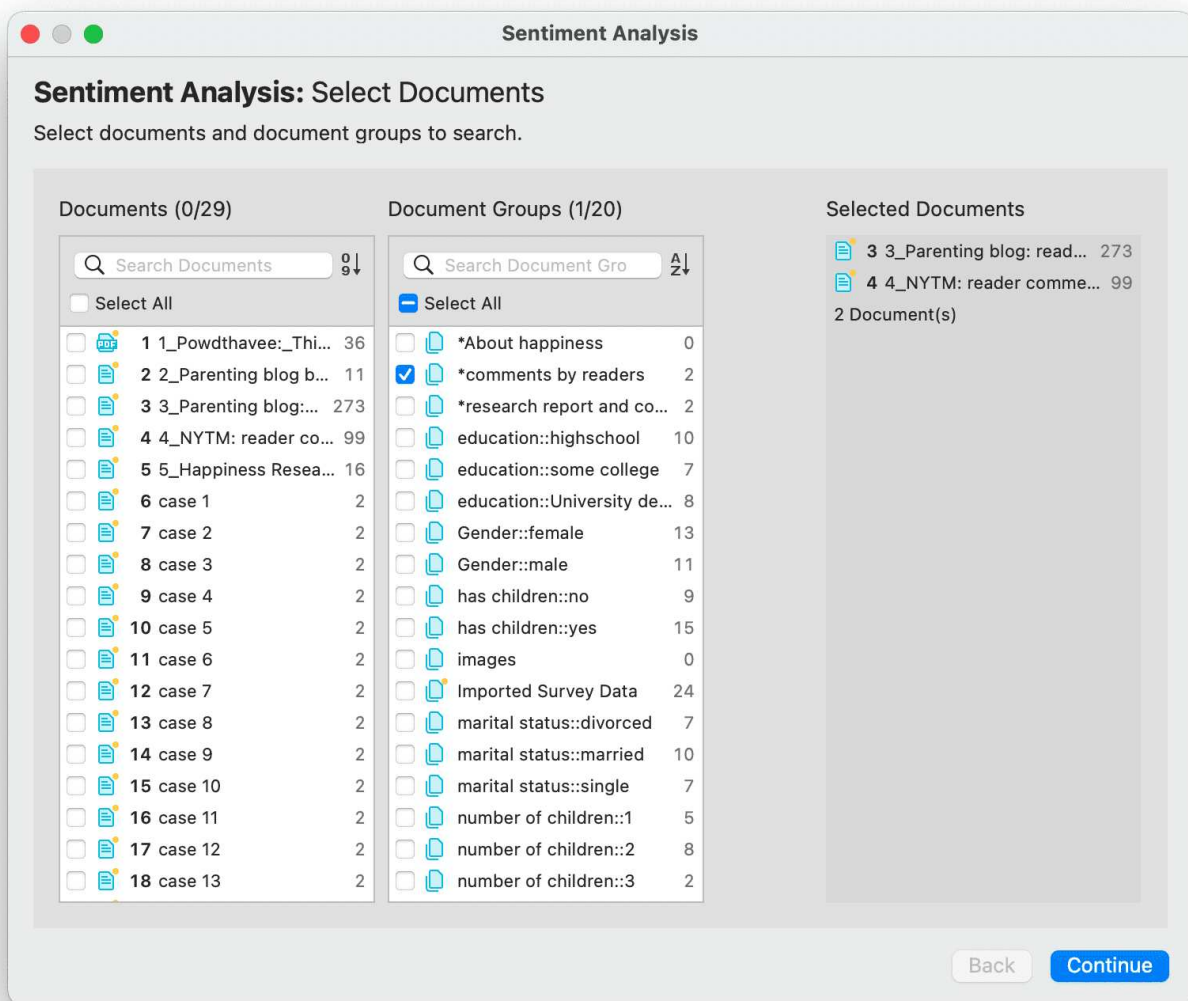 Sentiment Analysis
Sentiment Analysis: Select Documents
Select documents and document groups to search.
Documents (0/29)
Search Documents
Select All
1 1_Powdthavee:_Thi... 36
2 2_Parenting blog b... 11
3 3_Parenting blog:... 273
4 4_NYTM: reader co... 99
5 5_Happiness Resea... 16
6 case 1 2
7 case 2 2
8 case 3 2
9 case 4 2
10 case 5 2
11 case 6 2
12 case 7 2
13 case 8 2
14 case 9 2
15 case 10 2
16 case 11 2
17 case 12 2
18 case 13 2
Document Groups (1/20)
Search Document Gro
Select All
*About happiness 0
*comments by readers 2
*research report and co... 2
education::highschool 10
education::some college 7
education::University de... 8
Gender::female 13
Gender::male 11
has children::no 9
has children::yes 15
images 0
Imported Survey Data 24
marital status::divorced 7
marital status::married 10
marital status::single 7
number of children::1 5
number of children::2 8
number of children::3 2
Selected Documents
3 3_Parenting blog: read... 273
4 4_NYTM: reader comme... 99
2 Document(s)
Back
Continue